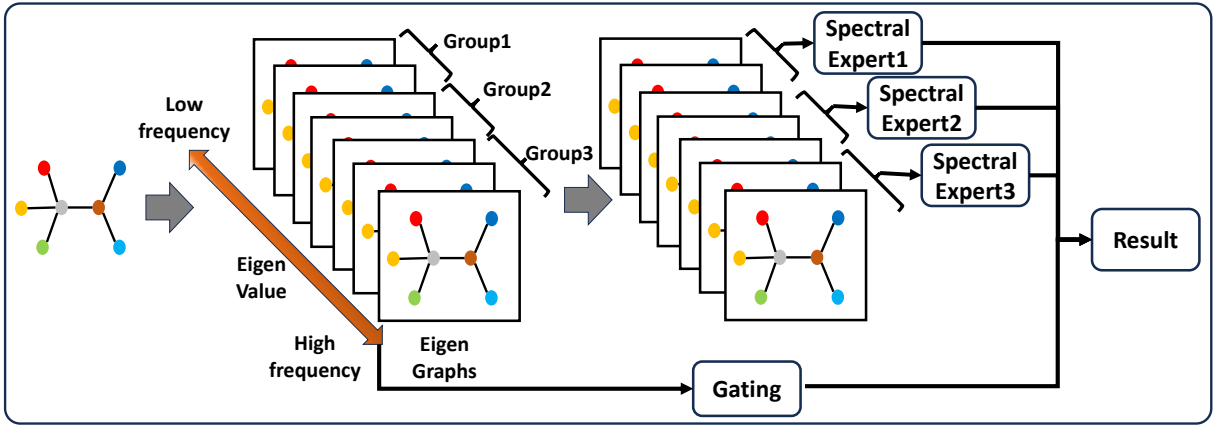 Group1
Group2
Group3
Low
frequency
Eigen
Value
High
frequency
Eigen
Graphs
Spectral
Expert1
Spectral
Expert2
Spectral
Expert3
Gating
Result